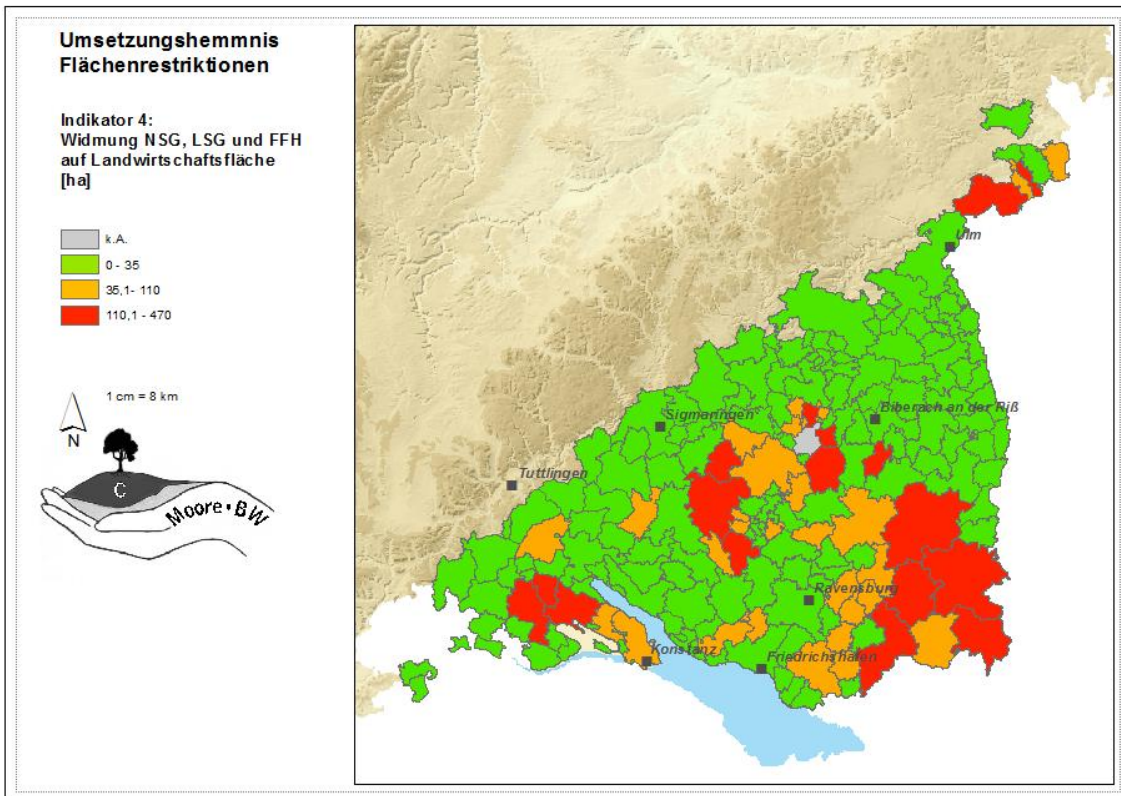 Umsetzungshemmnis
Flächenrestriktionen
Indikator 4:
Widmung NSG, LSG und FFH
auf Landwirtschaftsfläche
[ha]
k.A.
0 - 35
35,1- 110
110,1 - 470
1 cm = 8 km
N
C
Moore•BW
Ulm
Biberach an der Riß
Sigmaringen
Tuttlingen
Ravensburg
Konstanz
Friedrichshafen